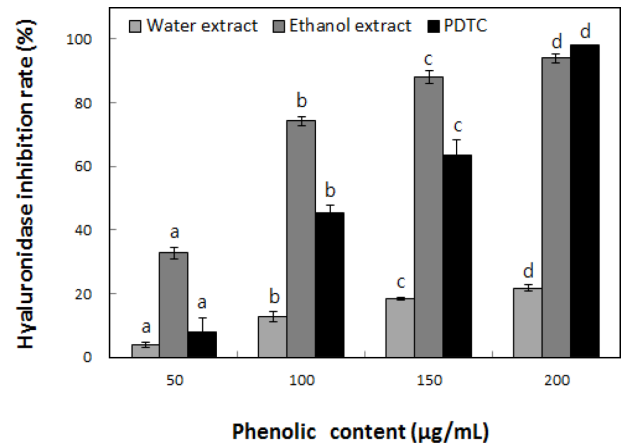 Water extract Ethanol extract PDTC
Hyaluronidase inhibition rate (%)
100
80
60
40
20
0
a a a
b b b
c c c
d d d
50 100 150 200
Phenolic content (µg/mL)